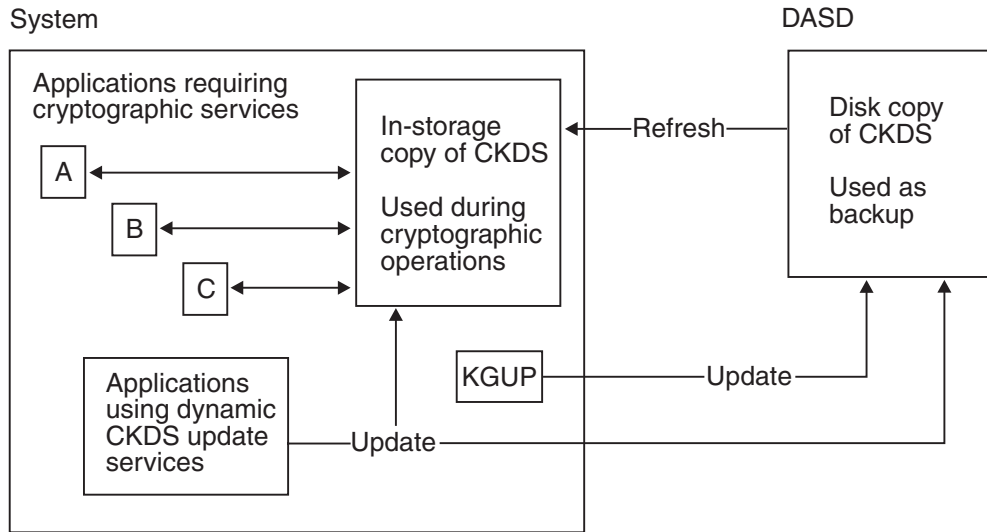 System
DASD
Applications requiring
cryptographic services
In-storage
copy of CKDS
Used during
cryptographic
operations
Refresh
Disk copy
of CKDS
Used as
backup
A
B
C
KGUP
Update
Applications
using dynamic
CKDS update
services
Update